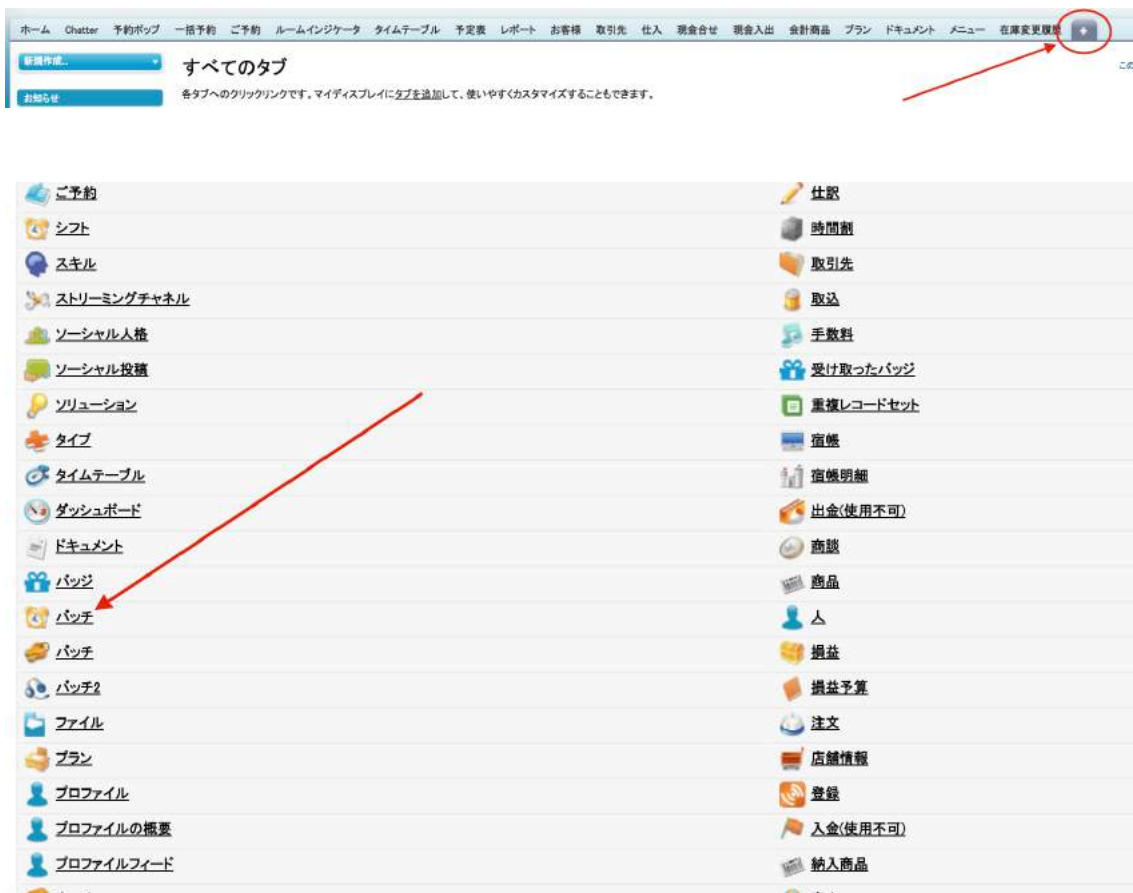 ホーム Chatter 予約ポップ 一括予約 ご予約 ルームインジケータ タイムテーブル 予定表 レポート お客様 取引先 仕入 現金合せ 現金入出 会計商品 プラン ドキュメント メニュー 在庫変更履歴 +
新規作成...
すべてのタブ
この
お知らせ
各タブへのクリックリンクです。マイディスプレイにタブを追加して、使いやすくカスタマイズすることもできます。
ご予約 仕訳
シフト 時間割
スキル 取引先
ストリーミングチャネル 取込
ソーシャル人格 手数料
ソーシャル投稿 受け取ったバッジ
ソリューション 重複レコードセット
タイプ 宿帳
タイムテーブル 宿帳明細
ダッシュボード 出金(使用不可)
ドキュメント 商談
バッジ 商品
バッチ 人
バッチ 損益
バッチ2 損益予算
ファイル 注文
プラン 店舗情報
プロファイル 登録
プロファイルの概要 入金(使用不可)
プロファイルフィード 納入商品